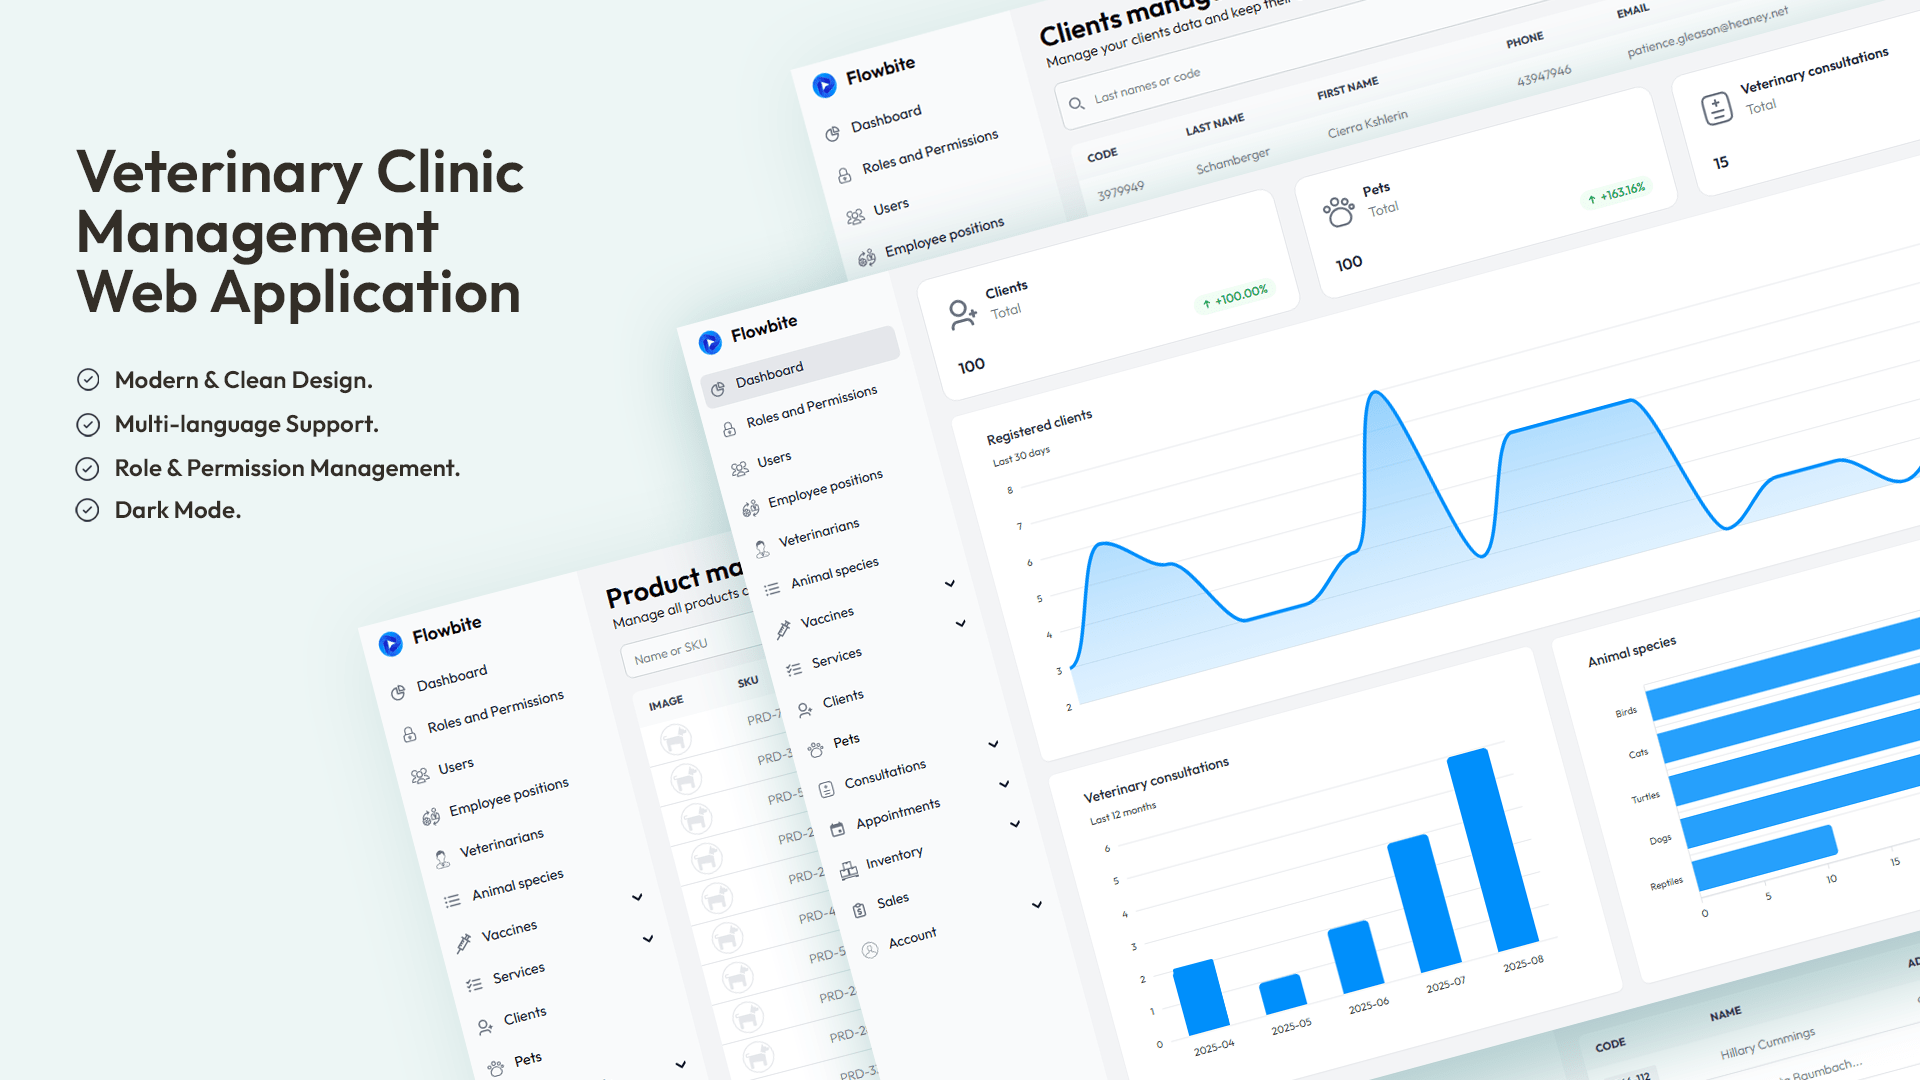 Veterinary Clinic
Management
Web Application
Modern & Clean Design.
Multi-language Support.
Role & Permission Management.
Dark Mode.
Flowbite
Dashboard
Roles and Permissions
Users
Employee positions
Manage your clients data and keep their
Last names or code
CODE LAST NAME FIRST NAME PHONE EMAIL
3979949 Schamberger Cierra Kshlerin 43947946 patience.gleason@heaney.net
Flowbite
Dashboard
Roles and Permissions
Users
Employee positions
Veterinarians
Animal species
Vaccines
Services
Clients
Pets
Consultations
Appointments
Inventory
Sales
Account
Clients
Total
100
+100.00%
Pets
Total
100
+163.16%
Veterinary consultations
Total
15
Registered clients
Last 30 days
8
7
6
5
4
3
2
Veterinary consultations
Last 12 months
6
5
4
3
2
1
0
2025-04 2025-05 2025-06 2025-07 2025-08
Animal species
Birds
Cats
Turtles
Dogs
Reptiles
0 5 10 15
Flowbite
Dashboard
Roles and Permissions
Users
Employee positions
Veterinarians
Animal species
Vaccines
Services
Clients
Pets
Product ma
Manage all products
Name or SKU
IMAGE SKU
PRD-7
PRD-3
PRD-5
PRD-2
PRD-2
PRD-4
PRD-5
PRD-2
PRD-2
PRD-3
CODE NAME
Hillary Cummings
Baumbach...